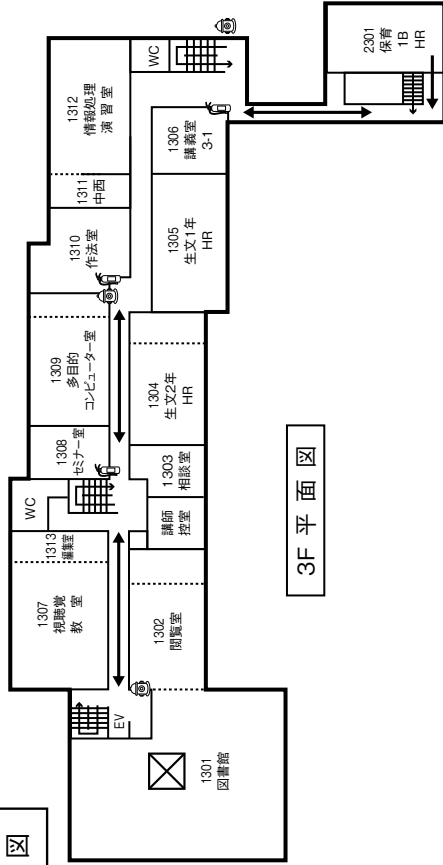 1312
情報処理
演習室
WC
1311
中西
1310
作法室
1306
講義室
3-1
2301
保育
1B
HR
1305
生文1年
HR
1309
多目的
コンピューター室
1304
生文2年
HR
1308
セミナー室
1303
相談室
WC
講師
控室
1313
編集室
1307
視聴覚
教室
1302
閲覧室
EV
1301
図書館
3F 平面図
図